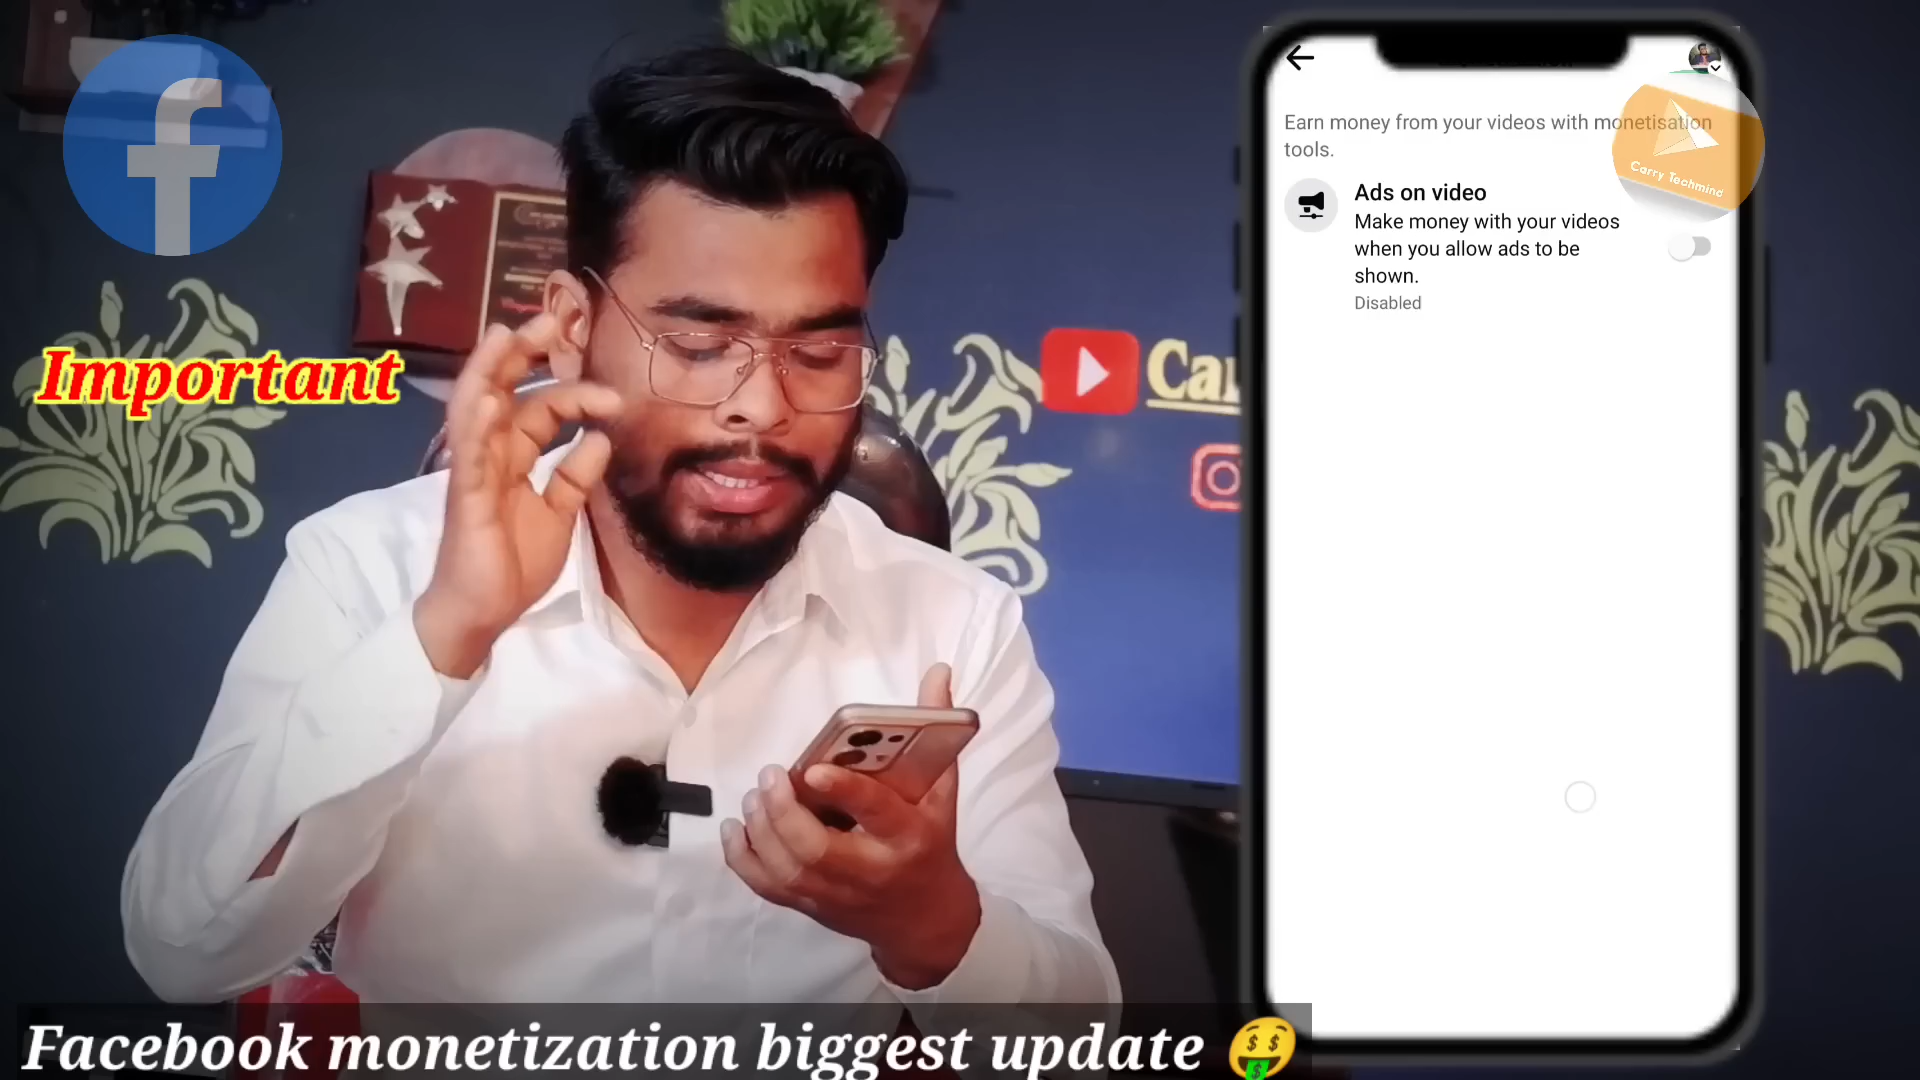 Important
Car
Earn money from your videos with monetisation
tools.
Carry Techmind
Ads on video
Make money with your videos
when you allow ads to be
shown.
Disabled
Facebook monetization biggest update 🤑